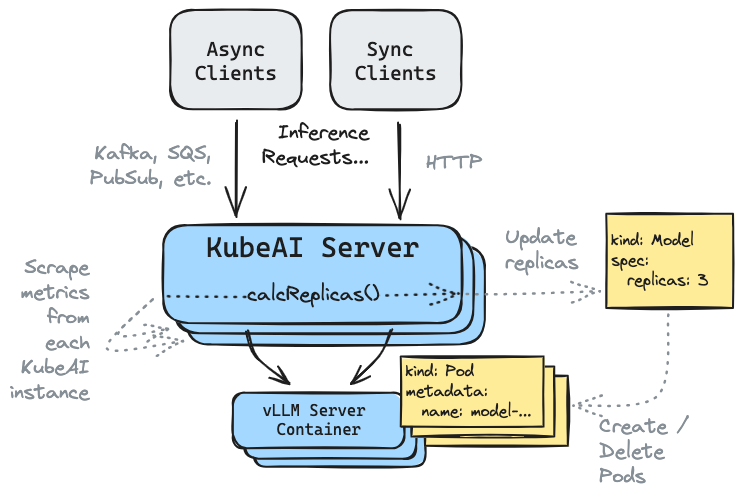 Async
Clients
Sync
Clients
Kafka, SQS,
PubSub, etc.
Inference
Requests...
HTTP
KubeAI Server
calcReplicas()
Update
replicas
kind: Model
spec:
replicas: 3
Scrape
metrics
from
each
KubeAI
instance
vLLM Server
Container
kind: Pod
metadata:
name: model-...
Create /
Delete
Pods